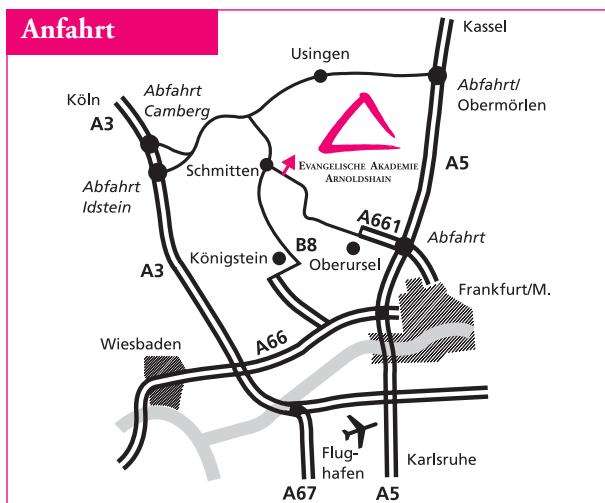 Anfahrt
Kassel
Usingen
Abfahrt
Camberg
Köln
A3
Abfahrt/
Obermörlen
Schmitten
EVANGELISCHE AKADEMIE
ARNOLDSHAIN
A5
Abfahrt
Idstein
A661
B8
Abfahrt
Königstein
Oberursel
A3
Frankfurt/M.
A66
Wiesbaden
Flug-
hafen
Karlsruhe
A67
A5